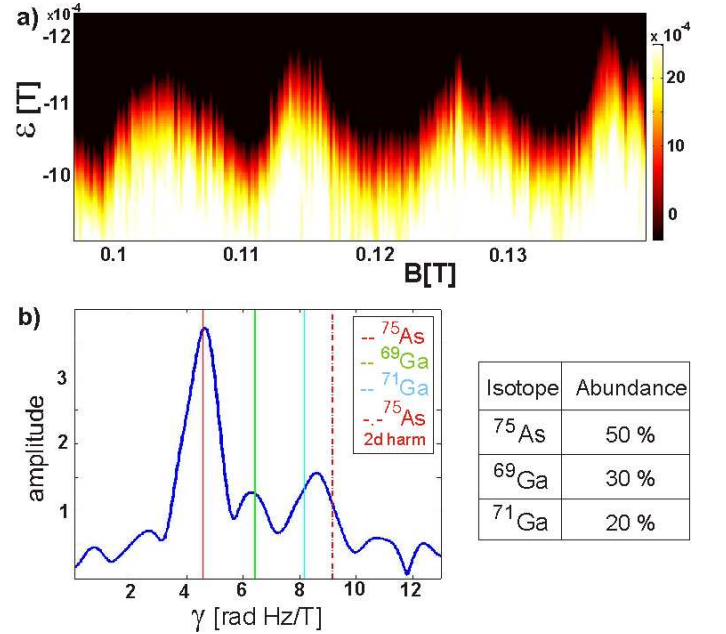 a)
×10⁻⁴
-12
-11
-10
ε [T]
0.1
0.11
0.12
0.13
B[T]
×10⁻⁴
20
10
0
b)
3
2
1
amplitude
2
4
6
8
10
12
γ [rad Hz/T]
-- ⁷⁵As
-- ⁶⁹Ga
-- ⁷¹Ga
-.- ⁷⁵As
2d harm
Isotope Abundance
⁷⁵As 50 %
⁶⁹Ga 30 %
⁷¹Ga 20 %